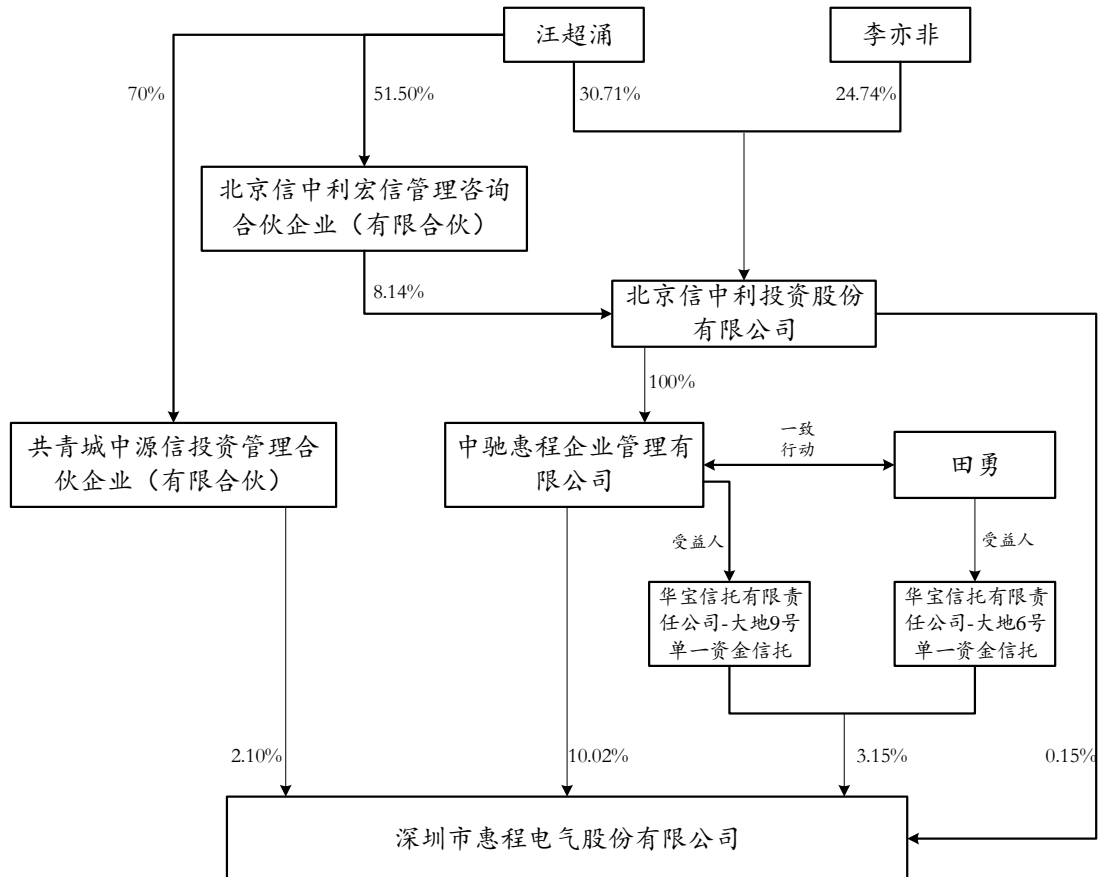 汪超涌
李亦非
70%
51.50%
30.71%
24.74%
北京信中利宏信管理咨询
合伙企业（有限合伙）
8.14%
北京信中利投资股份
有限公司
100%
共青城中源信投资管理合
伙企业（有限合伙）
中驰惠程企业管理有
限公司
一致
行动
田勇
受益人
受益人
华宝信托有限责
任公司-大地9号
单一资金信托
华宝信托有限责
任公司-大地6号
单一资金信托
2.10%
10.02%
3.15%
0.15%
深圳市惠程电气股份有限公司